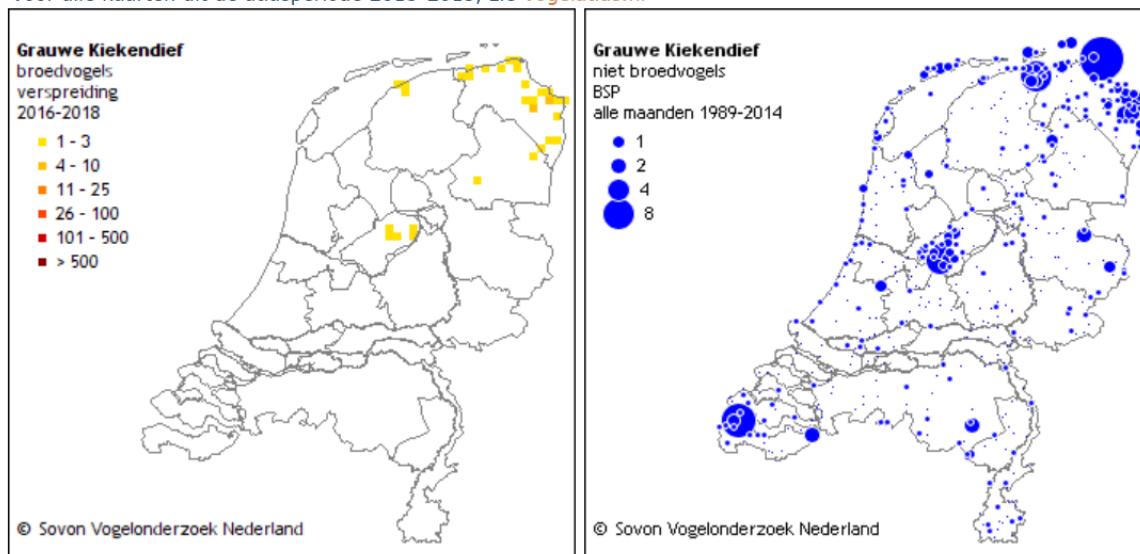 Grauwe Kiekendief
broedvogels
verspreiding
2016-2018
1 - 3
4 - 10
11 - 25
26 - 100
101 - 500
> 500
© Sovon Vogelonderzoek Nederland
Grauwe Kiekendief
niet broedvogels
BSP
alle maanden 1989-2014
1
2
4
8
© Sovon Vogelonderzoek Nederland